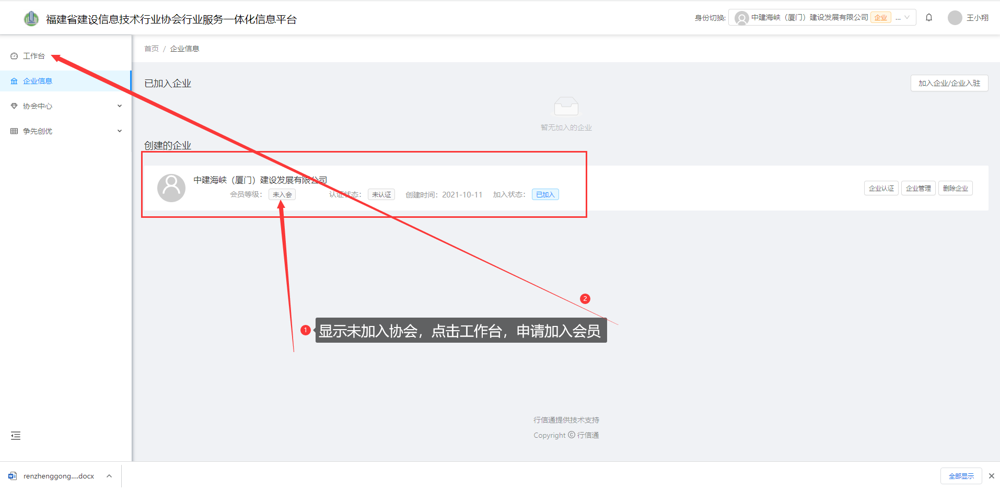 福建省建设信息技术行业协会行业服务一体化信息平台
身份切换: 中建海峡（厦门）建设发展有限公司 企业 ...
王小翔
工作台
企业信息
协会中心
争先创优
首页 / 企业信息
已加入企业
加入企业/企业入驻
暂无加入的企业
创建的企业
中建海峡（厦门）建设发展有限公司
会员等级： 未入会 认证状态： 未认证 创建时间：2021-10-11 加入状态： 已加入
企业认证 企业管理 删除企业
2
1 显示未加入协会，点击工作台，申请加入会员
行信通提供技术支持
Copyright © 行信通
renzhenggong....docx
全部显示